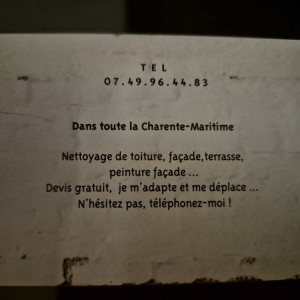 TEL
07.49.96.44.83
Dans toute la Charente-Maritime
Nettoyage de toiture, façade,terrasse,
peinture façade ...
Devis gratuit, je m'adapte et me déplace ...
N'hésitez pas, téléphonez-moi !